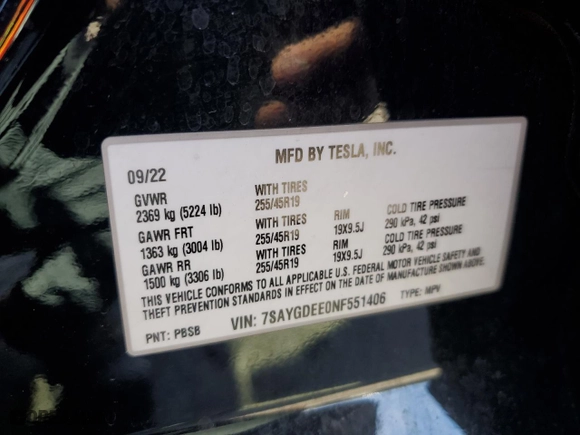 MFD BY TESLA, INC.
09/22
GVWR WITH TIRES
2369 kg (5224 lb) 255/45R19
GAWR FRT WITH TIRES RIM COLD TIRE PRESSURE
1363 kg (3004 lb) 255/45R19 19X9.5J 290 kPa, 42 psi
GAWR RR WITH TIRES RIM COLD TIRE PRESSURE
1500 kg (3306 lb) 255/45R19 19X9.5J 290 kPa, 42 psi
THIS VEHICLE CONFORMS TO ALL APPLICABLE U.S. FEDERAL MOTOR VEHICLE SAFETY AND
THEFT PREVENTION STANDARDS IN EFFECT ON THE DATE OF MANUFACTURE SHOWN ABOVE.
PNT: PBSB VIN: 7SAYGDEE0NF551406 TYPE: MPV